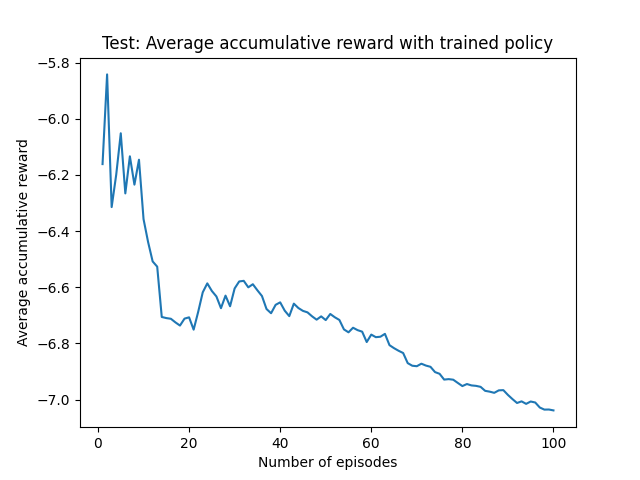 Test: Average accumulative reward with trained policy
−5.8
−6.0
−6.2
−6.4
−6.6
−6.8
−7.0
Average accumulative reward
0 20 40 60 80 100
Number of episodes